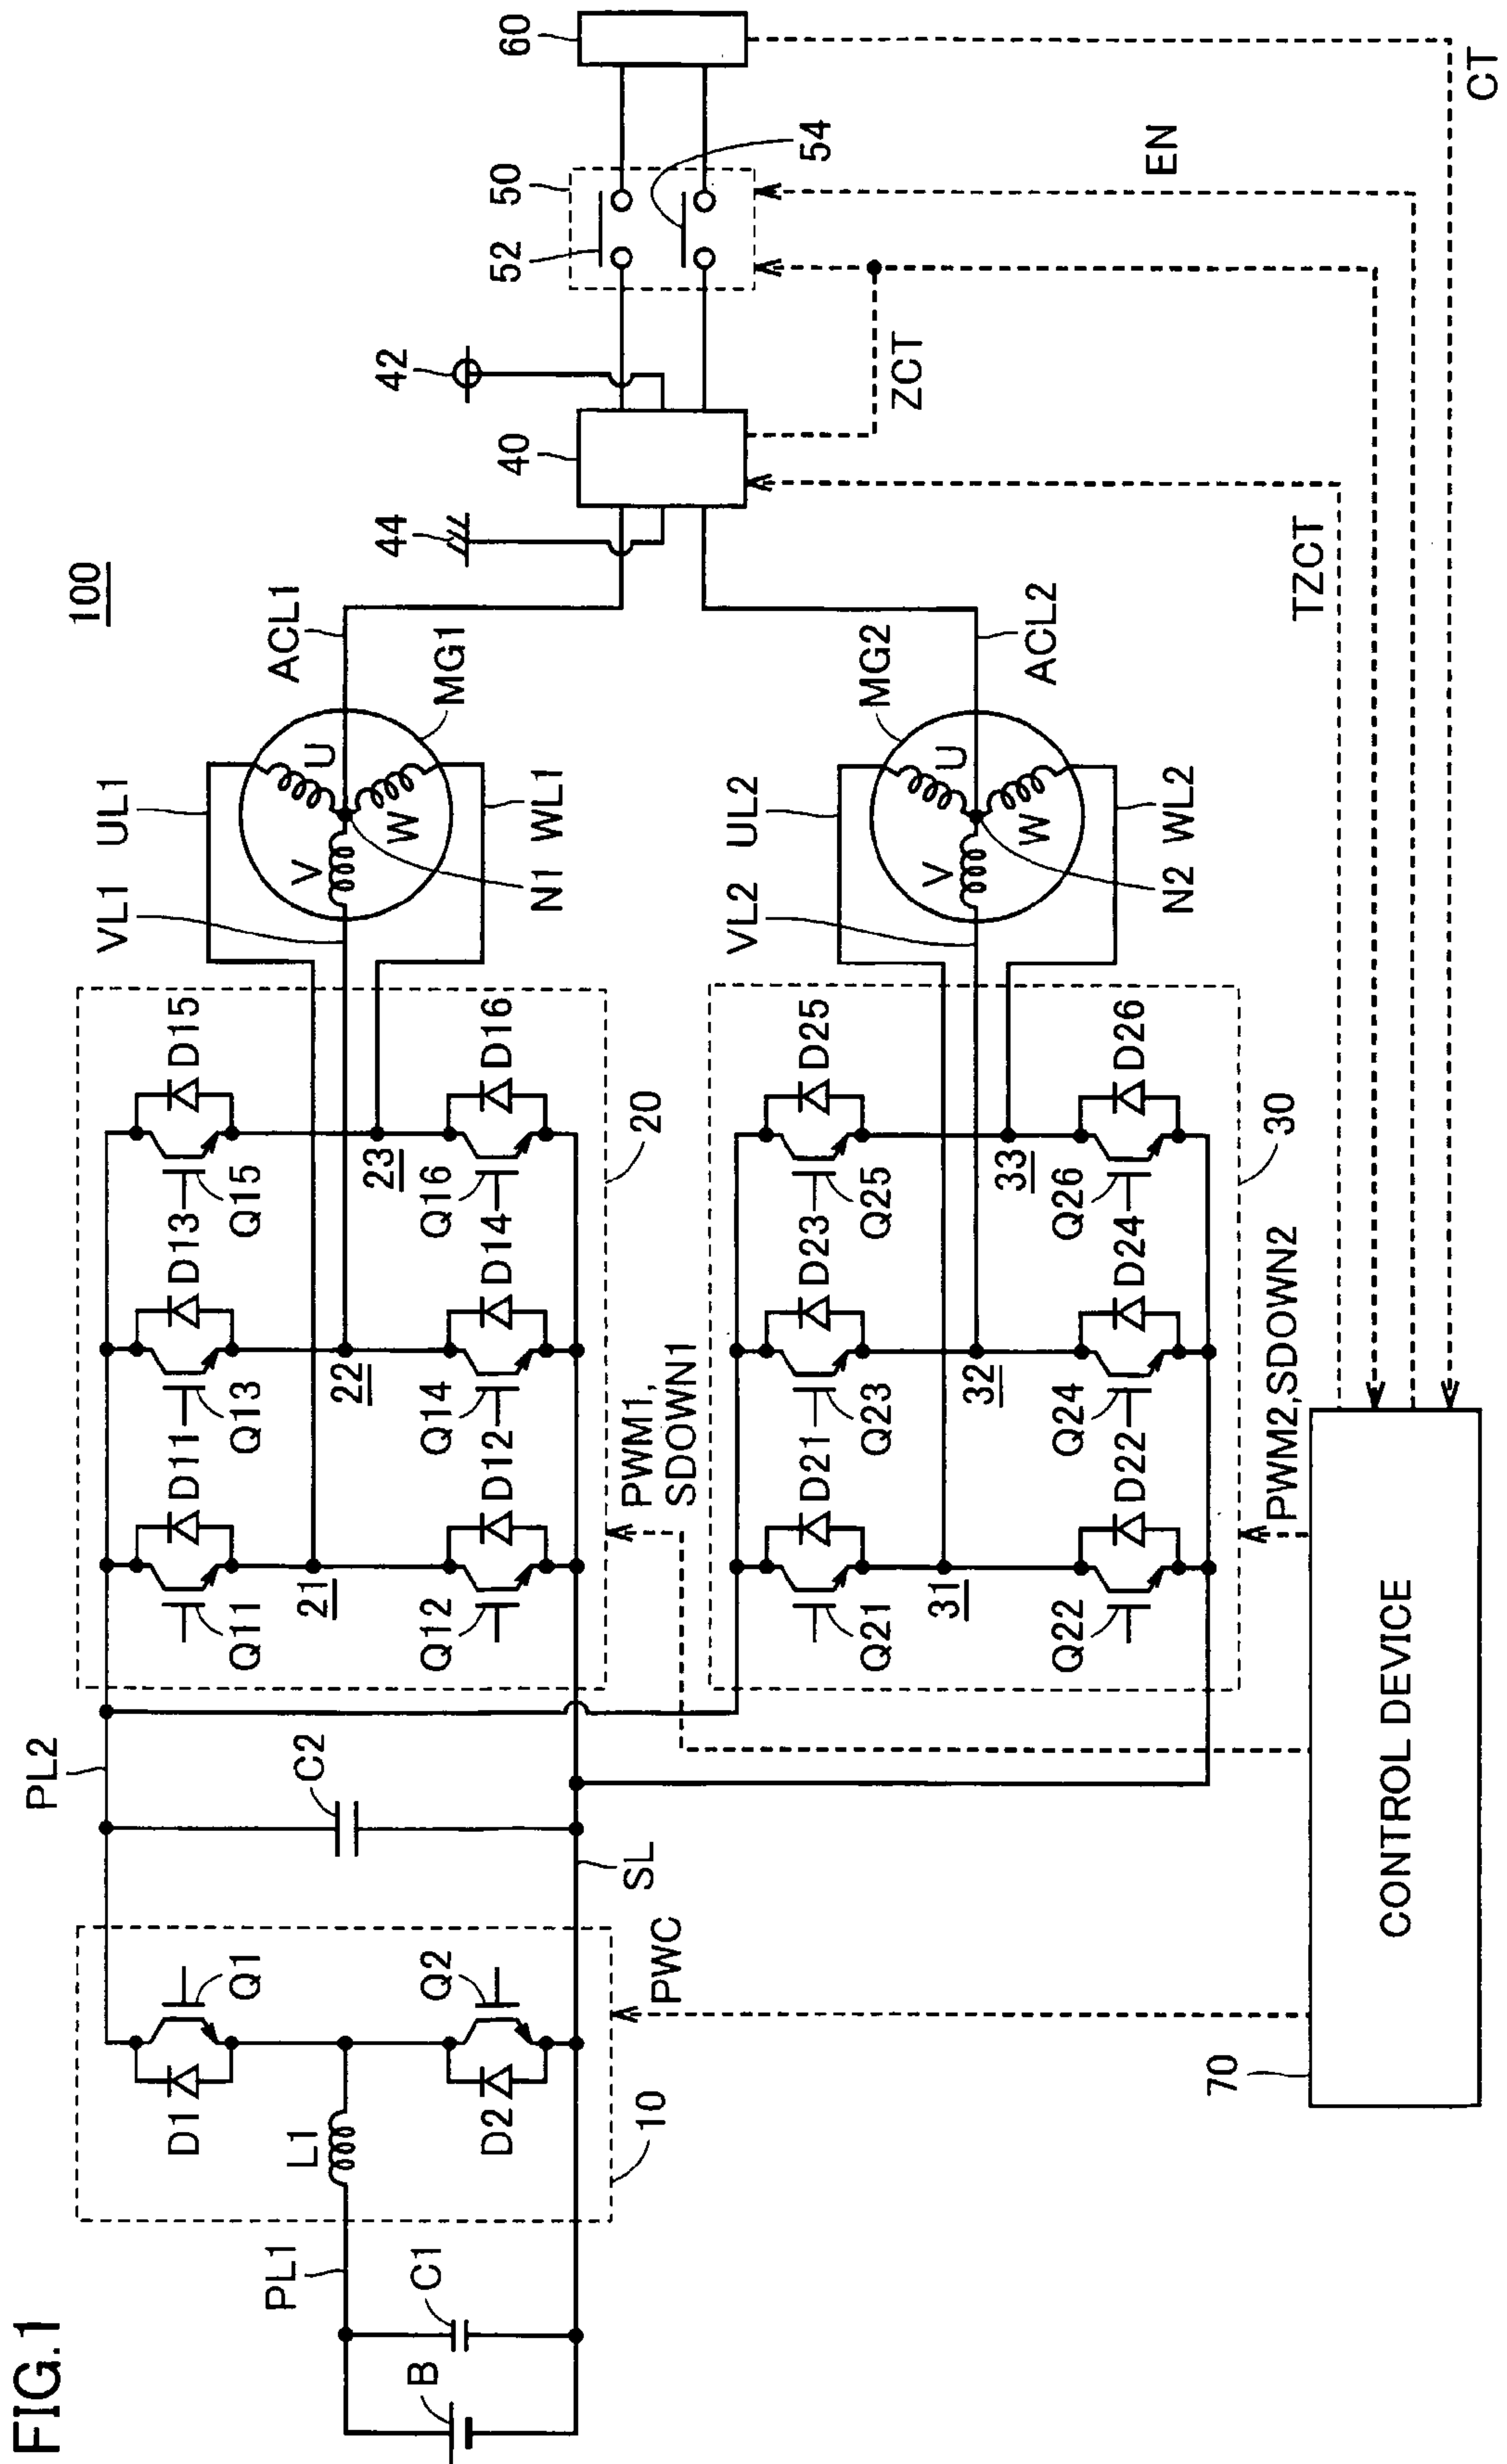 FIG.1
100
PL2
PL1
B
C1
C2
SL
10
L1
D1
Q1
D2
Q2
PWC
Q11
D11
Q13
D13
Q15
D15
21
22
23
Q12
D12
Q14
D14
Q16
D16
20
PWM1,
SDOWN1
VL1
UL1
WL1
N1
U
V
W
MG1
ACL1
Q21
D21
Q23
D23
Q25
D25
31
32
33
Q22
D22
Q24
D24
Q26
D26
30
PWM2,SDOWN2
VL2
UL2
WL2
N2
U
V
W
MG2
ACL2
44
42
40
52
50
54
60
ZCT
TZCT
EN
CT
70
CONTROL DEVICE